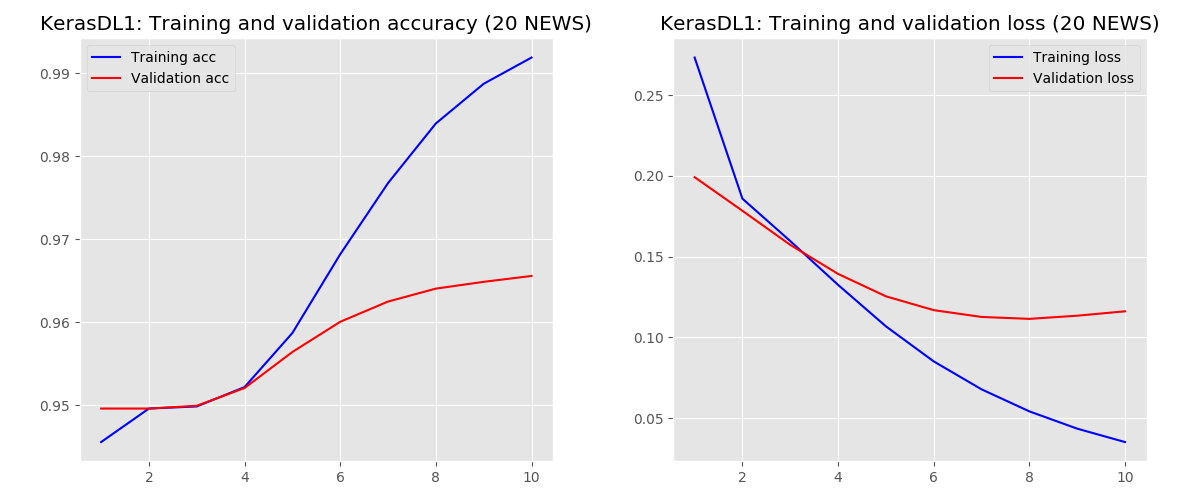 KerasDL1: Training and validation accuracy (20 NEWS)
Training acc
Validation acc
0.99
0.98
0.97
0.96
0.95
2 4 6 8 10
KerasDL1: Training and validation loss (20 NEWS)
Training loss
Validation loss
0.25
0.20
0.15
0.10
0.05
2 4 6 8 10